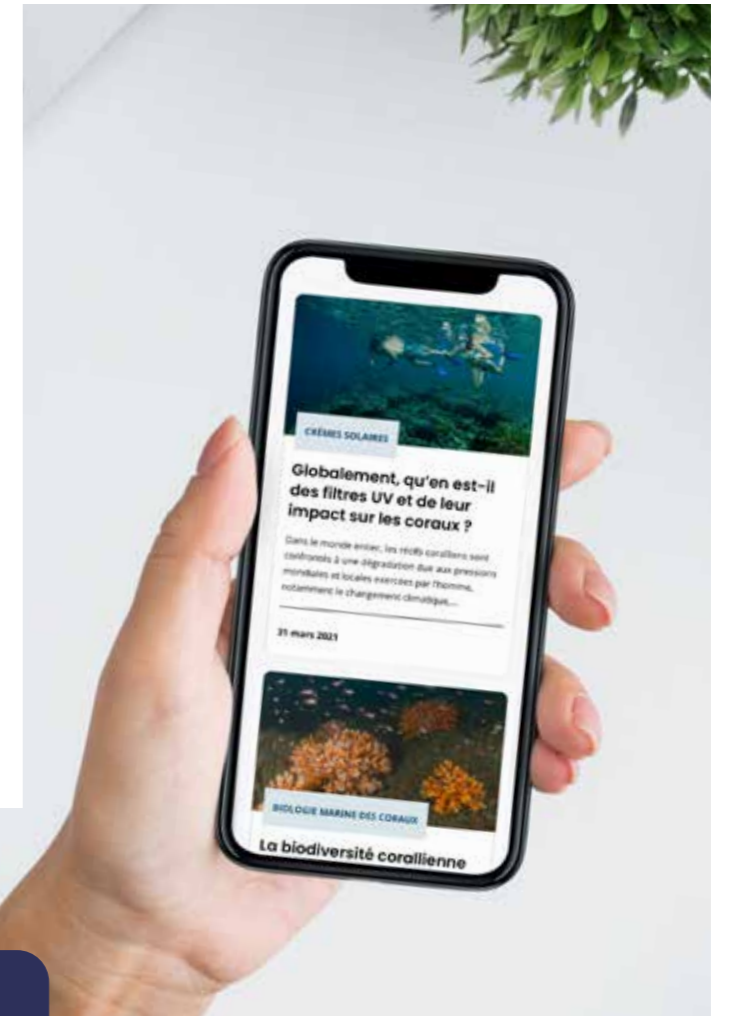 CRÈMES SOLAIRES
Globalement, qu'en est-il
des filtres UV et de leur
impact sur les coraux ?
Dans le monde entier, les récifs coralliens sont
confrontés à une dégradation due aux pressions
mondiales et locales exercées par l'homme,
notamment le changement climatique,...
31 mars 2021
BIOLOGIE MARINE DES CORAUX
La biodiversité corallienne